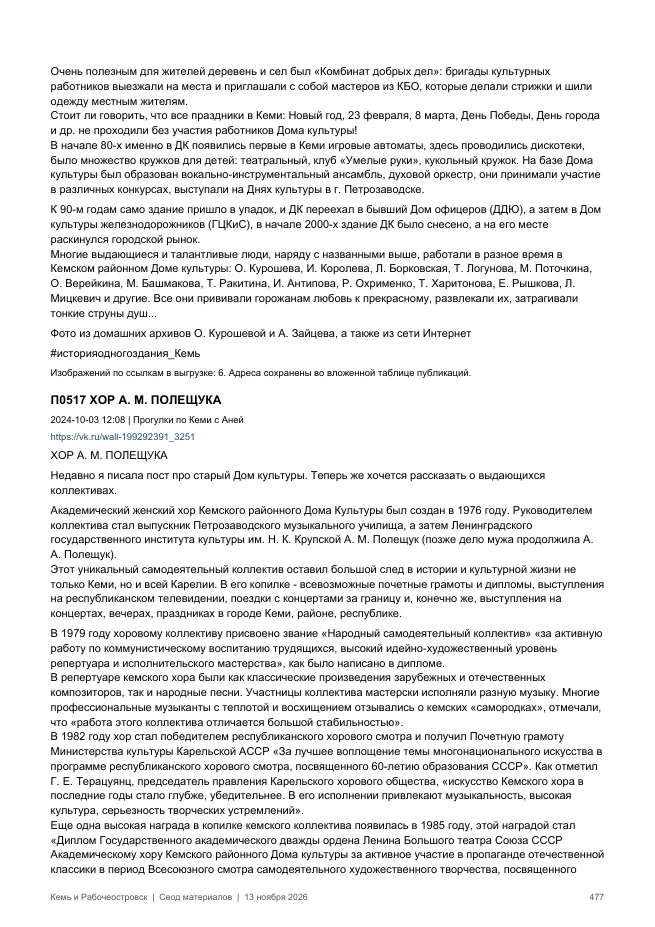 Очень полезным для жителей деревень и сел был «Комбинат добрых дел»: бригады культурных
работников выезжали на места и приглашали с собой мастеров из КБО, которые делали стрижки и шили
одежду местным жителям.
Стоит ли говорить, что все праздники в Кеми: Новый год, 23 февраля, 8 марта, День Победы, День города
и др. не проходили без участия работников Дома культуры!
В начале 80-х именно в ДК появились первые в Кеми игровые автоматы, здесь проводились дискотеки,
было множество кружков для детей: театральный, клуб «Умелые руки», кукольный кружок. На базе Дома
культуры был образован вокально-инструментальный ансамбль, духовой оркестр, они принимали участие
в различных конкурсах, выступали на Днях культуры в г. Петрозаводске.
К 90-м годам само здание пришло в упадок, и ДК переехал в бывший Дом офицеров (ДДЮ), а затем в Дом
культуры железнодорожников (ГЦКиС), в начале 2000-х здание ДК было снесено, а на его месте
раскинулся городской рынок.
Многие выдающиеся и талантливые люди, наряду с названными выше, работали в разное время в
Кемском районном Доме культуры: О. Курошева, И. Королева, Л. Борковская, Т. Логунова, М. Поточкина,
О. Верейкина, М. Башмакова, Т. Ракитина, И. Антипова, Р. Охрименко, Т. Харитонова, Е. Рышкова, Л.
Мицкевич и другие. Все они прививали горожанам любовь к прекрасному, развлекали их, затрагивали
тонкие струны душ...
Фото из домашних архивов О. Курошевой и А. Зайцева, а также из сети Интернет
#историяодногоздания_Кемь
Изображений по ссылкам в выгрузке: 6. Адреса сохранены во вложенной таблице публикаций.
П0517 ХОР А. М. ПОЛЕЩУКА
2024-10-03 12:08 | Прогулки по Кеми с Аней
https://vk.ru/wall-199292391_3251
ХОР А. М. ПОЛЕЩУКА
Недавно я писала пост про старый Дом культуры. Теперь же хочется рассказать о выдающихся
коллективах.
Академический женский хор Кемского районного Дома Культуры был создан в 1976 году. Руководителем
коллектива стал выпускник Петрозаводского музыкального училища, а затем Ленинградского
государственного института культуры им. Н. К. Крупской А. М. Полещук (позже дело мужа продолжила А.
А. Полещук).
Этот уникальный самодеятельный коллектив оставил большой след в истории и культурной жизни не
только Кеми, но и всей Карелии. В его копилке - всевозможные почетные грамоты и дипломы, выступления
на республиканском телевидении, поездки с концертами за границу и, конечно же, выступления на
концертах, вечерах, праздниках в городе Кеми, районе, республике.
В 1979 году хоровому коллективу присвоено звание «Народный самодеятельный коллектив» «за активную
работу по коммунистическому воспитанию трудящихся, высокий идейно-художественный уровень
репертуара и исполнительского мастерства», как было написано в дипломе.
В репертуаре кемского хора были как классические произведения зарубежных и отечественных
композиторов, так и народные песни. Участницы коллектива мастерски исполняли разную музыку. Многие
профессиональные музыканты с теплотой и восхищением отзывались о кемских «самородках», отмечали,
что «работа этого коллектива отличается большой стабильностью».
В 1982 году хор стал победителем республиканского хорового смотра и получил Почетную грамоту
Министерства культуры Карельской АССР «За лучшее воплощение темы многонационального искусства в
программе республиканского хорового смотра, посвященного 60-летию образования СССР». Как отметил
Г. Е. Терацуянц, председатель правления Карельского хорового общества, «искусство Кемского хора в
последние годы стало глубже, убедительнее. В его исполнении привлекают музыкальность, высокая
культура, серьезность творческих устремлений».
Еще одна высокая награда в копилке кемского коллектива появилась в 1985 году, этой наградой стал
«Диплом Государственного академического дважды ордена Ленина Большого театра Союза СССР
Академическому хору Кемского районного Дома культуры за активное участие в пропаганде отечественной
классики в период Всесоюзного смотра самодеятельного художественного творчества, посвященного
Кемь и Рабочеостровск | Свод материалов | 13 ноября 2026
477